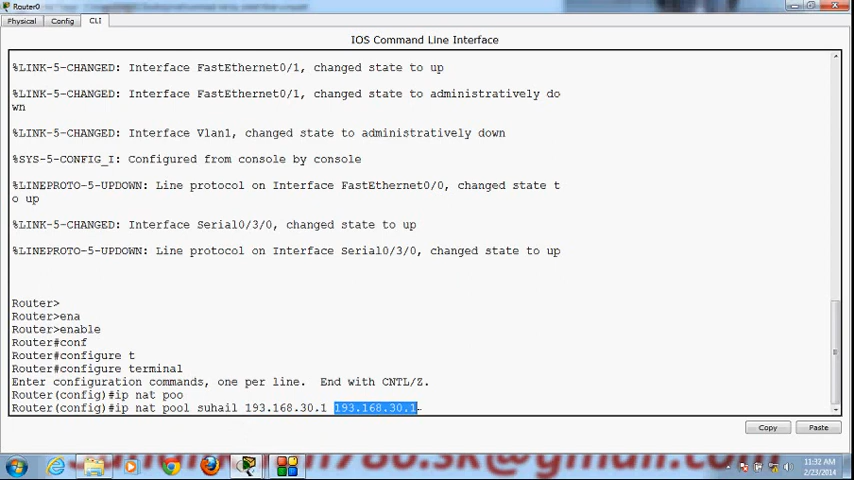 Router0
Physical
Config
CLI
IOS Command Line Interface
%LINK-5-CHANGED: Interface FastEthernet0/1, changed state to up
%LINK-5-CHANGED: Interface FastEthernet0/1, changed state to administratively do
wn
%LINK-5-CHANGED: Interface Vlan1, changed state to administratively down
%SYS-5-CONFIG_I: Configured from console by console
%LINEPROTO-5-UPDOWN: Line protocol on Interface FastEthernet0/0, changed state t
o up
%LINK-5-CHANGED: Interface Serial0/3/0, changed state to up
%LINEPROTO-5-UPDOWN: Line protocol on Interface Serial0/3/0, changed state to up
Router>
Router>ena
Router>enable
Router#conf
Router#configure t
Router#configure terminal
Enter configuration commands, one per line.  End with CNTL/Z.
Router(config)#ip nat poo
Router(config)#ip nat pool suhail 193.168.30.1 193.168.30.1
Copy
Paste
11:32 AM
2/23/2014